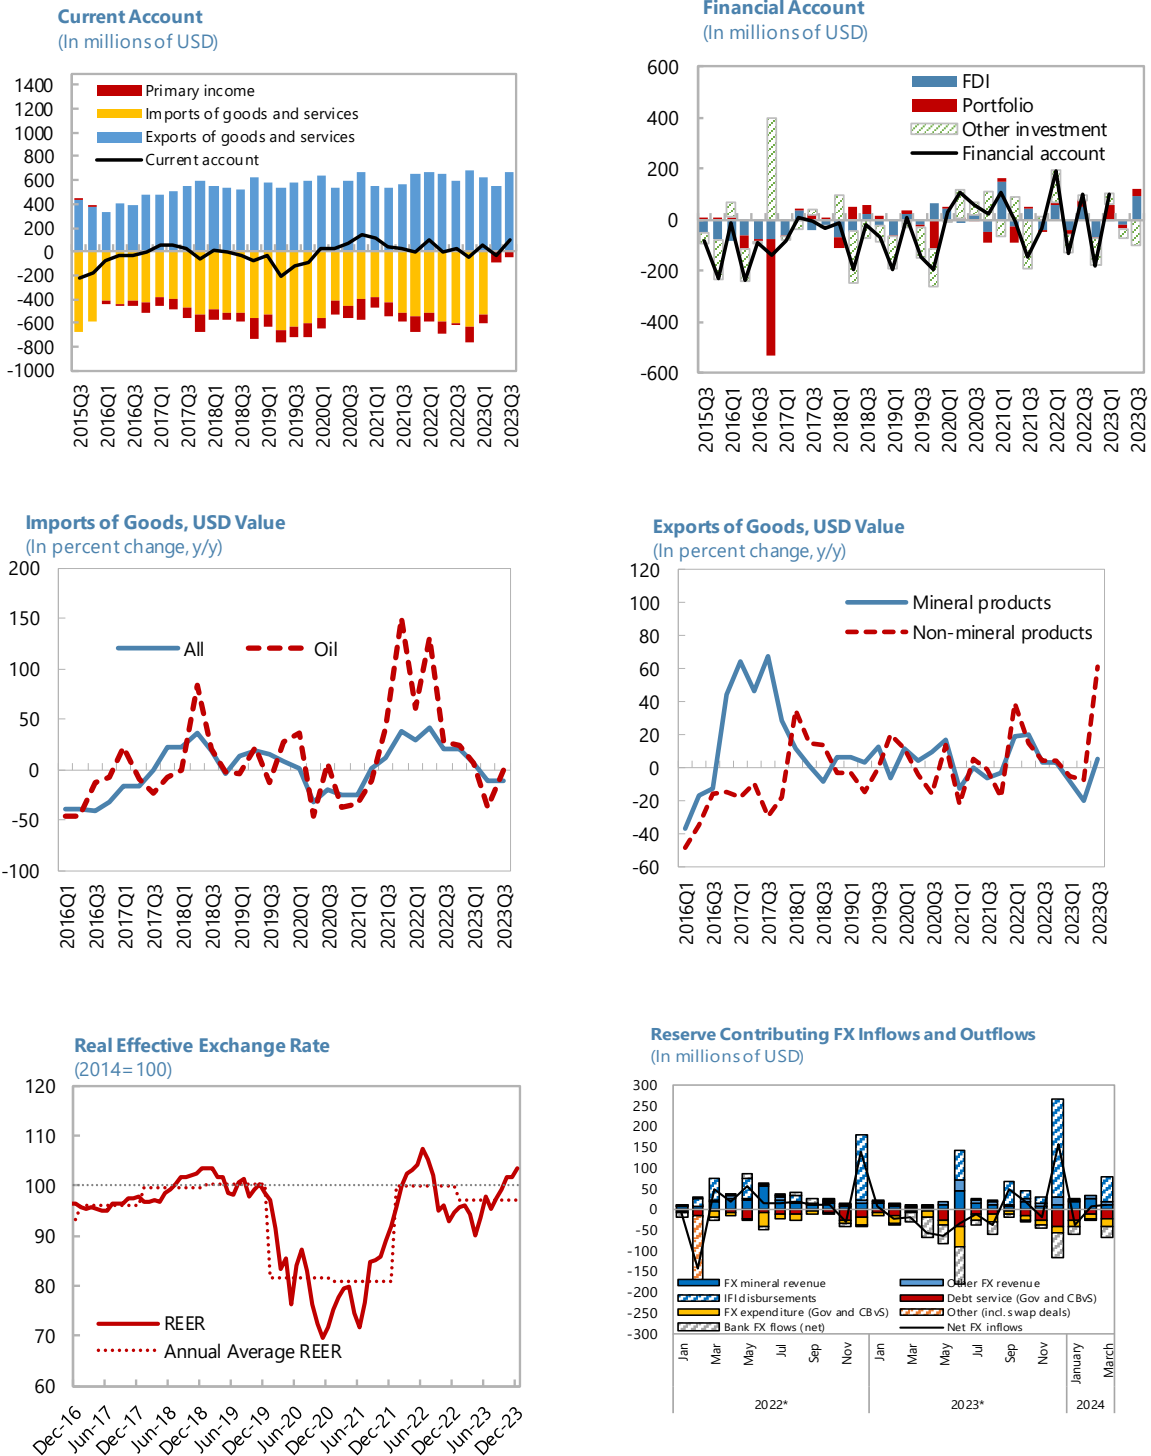 Current Account
(In millions of USD)
1400
1200
1000
800
600
400
200
0
-200
-400
-600
-800
-1000
Primary income
Imports of goods and services
Exports of goods and services
Current account
2015Q3
2016Q1
2016Q3
2017Q1
2017Q3
2018Q1
2018Q3
2019Q1
2019Q3
2020Q1
2020Q3
2021Q1
2021Q3
2022Q1
2022Q3
2023Q1
2023Q3
Financial Account
(In millions of USD)
600
400
200
0
-200
-400
-600
FDI
Portfolio
Other investment
Financial account
2015Q3
2016Q1
2016Q3
2017Q1
2017Q3
2018Q1
2018Q3
2019Q1
2019Q3
2020Q1
2020Q3
2021Q1
2021Q3
2022Q1
2022Q3
2023Q1
2023Q3
Imports of Goods, USD Value
(In percent change, y/y)
200
150
100
50
0
-50
-100
All
Oil
2016Q1
2016Q3
2017Q1
2017Q3
2018Q1
2018Q3
2019Q1
2019Q3
2020Q1
2020Q3
2021Q1
2021Q3
2022Q1
2022Q3
2023Q1
2023Q3
Exports of Goods, USD Value
(In percent change, y/y)
120
100
80
60
40
20
0
-20
-40
-60
Mineral products
Non-mineral products
2016Q1
2016Q3
2017Q1
2017Q3
2018Q1
2018Q3
2019Q1
2019Q3
2020Q1
2020Q3
2021Q1
2021Q3
2022Q1
2022Q3
2023Q1
2023Q3
Real Effective Exchange Rate
(2014=100)
120
110
100
90
80
70
60
REER
Annual Average REER
Dec-16
Jun-17
Dec-17
Jun-18
Dec-18
Jun-19
Dec-19
Jun-20
Dec-20
Jun-21
Dec-21
Jun-22
Dec-22
Jun-23
Dec-23
Reserve Contributing FX Inflows and Outflows
(In millions of USD)
300
250
200
150
100
50
0
-50
-100
-150
-200
-250
-300
FX mineral revenue
Other FX revenue
IFI disbursements
Debt service (Gov and CBvS)
FX expenditure (Gov and CBvS)
Other (incl. swap deals)
Bank FX flows (net)
Net FX inflows
Jan
Mar
May
Jul
Sep
Nov
Jan
Mar
May
Jul
Sep
Nov
January
March
2022*
2023*
2024